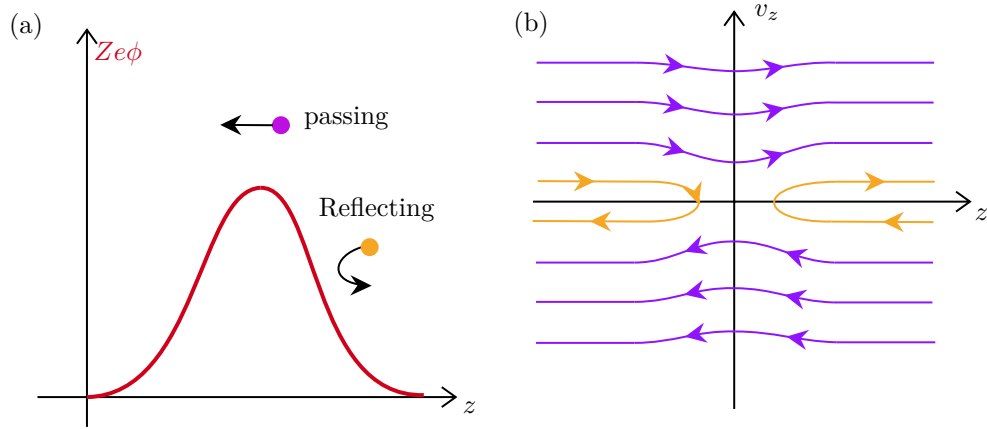 (a)
Zeϕ
passing
Reflecting
z
(b)
v_z
z